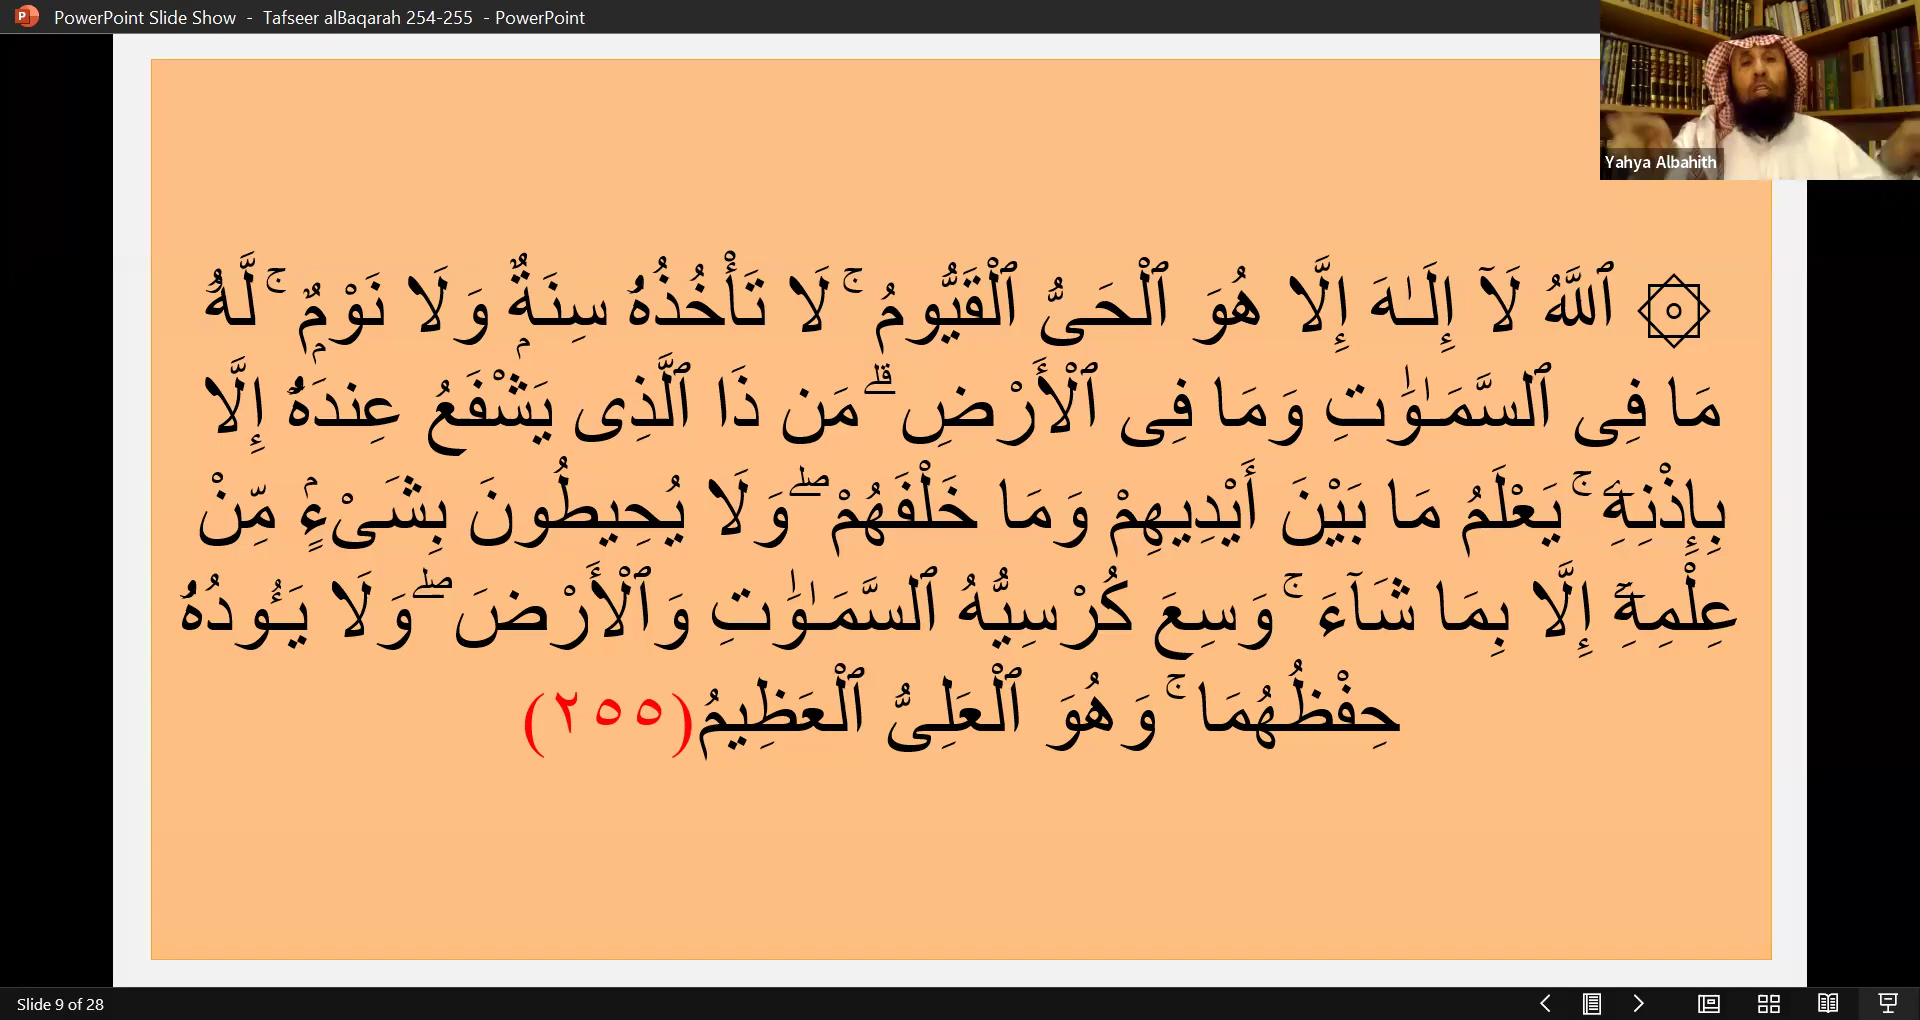 PowerPoint Slide Show - Tafseer alBaqarah 254-255 - PowerPoint
Yahya Albahith
۞ ٱللَّهُ لَآ إِلَـٰهَ إِلَّا هُوَ ٱلْحَىُّ ٱلْقَيُّومُ ۚ لَا تَأْخُذُهُۥ سِنَةٌۭ وَلَا نَوْمٌۭ ۚ لَّهُۥ
مَا فِى ٱلسَّمَـٰوَٰتِ وَمَا فِى ٱلْأَرْضِ ۗ مَن ذَا ٱلَّذِى يَشْفَعُ عِندَهُۥٓ إِلَّا
بِإِذْنِهِۦ ۚ يَعْلَمُ مَا بَيْنَ أَيْدِيهِمْ وَمَا خَلْفَهُمْ ۖ وَلَا يُحِيطُونَ بِشَىْءٍۢ مِّنْ
عِلْمِهِۦٓ إِلَّا بِمَا شَآءَ ۚ وَسِعَ كُرْسِيُّهُ ٱلسَّمَـٰوَٰتِ وَٱلْأَرْضَ ۖ وَلَا يَـُٔودُهُۥ
حِفْظُهُمَا ۚ وَهُوَ ٱلْعَلِىُّ ٱلْعَظِيمُ (٢٥٥)
Slide 9 of 28